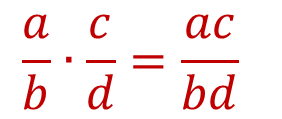 a/b · c/d = ac/bd